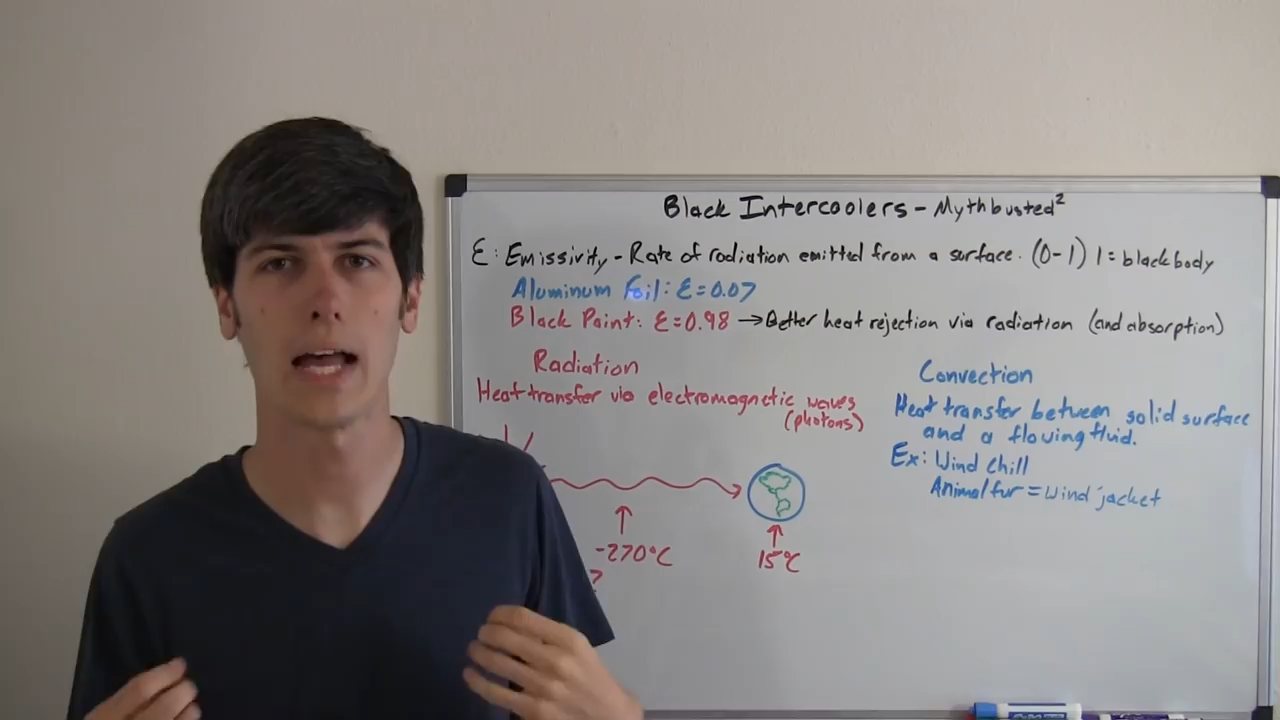 Black Intercoolers - Mythbusted²
ε: Emissivity - Rate of radiation emitted from a surface. (0-1) 1 = blackbody
Aluminum Foil: ε=0.07
Black Paint: ε=0.98 → Better heat rejection via radiation (and absorption)
Radiation
Heat transfer via electromagnetic waves
(photons)
-270°C
15°C
Convection
Heat transfer between solid surface
and a flowing fluid.
Ex: Wind chill
Animal fur = wind jacket